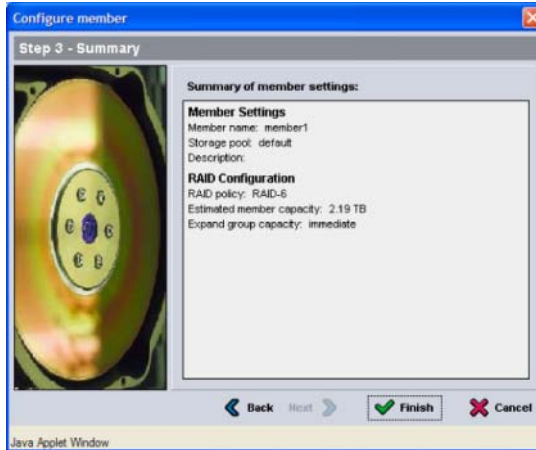 Configure member
Step 3 - Summary
Summary of member settings:
Member Settings
Member name: member1
Storage pool: default
Description:
RAID Configuration
RAID policy: RAID-6
Estimated member capacity: 2.19 TB
Expand group capacity: immediate
Back Next Finish Cancel
Java Applet Window